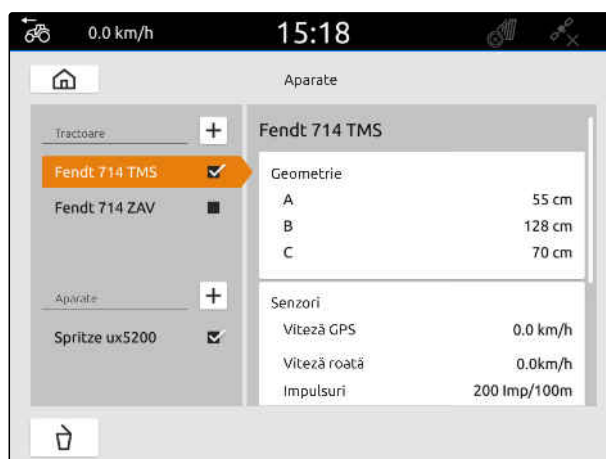 0.0 km/h
15:18
Aparate
Tractoare
Fendt 714 TMS
Fendt 714 ZAV
Aparate
Spritze ux5200
Fendt 714 TMS
Geometrie
A 55 cm
B 128 cm
C 70 cm
Senzori
Viteză GPS 0.0 km/h
Viteză roată 0.0km/h
Impulsuri 200 Imp/100m